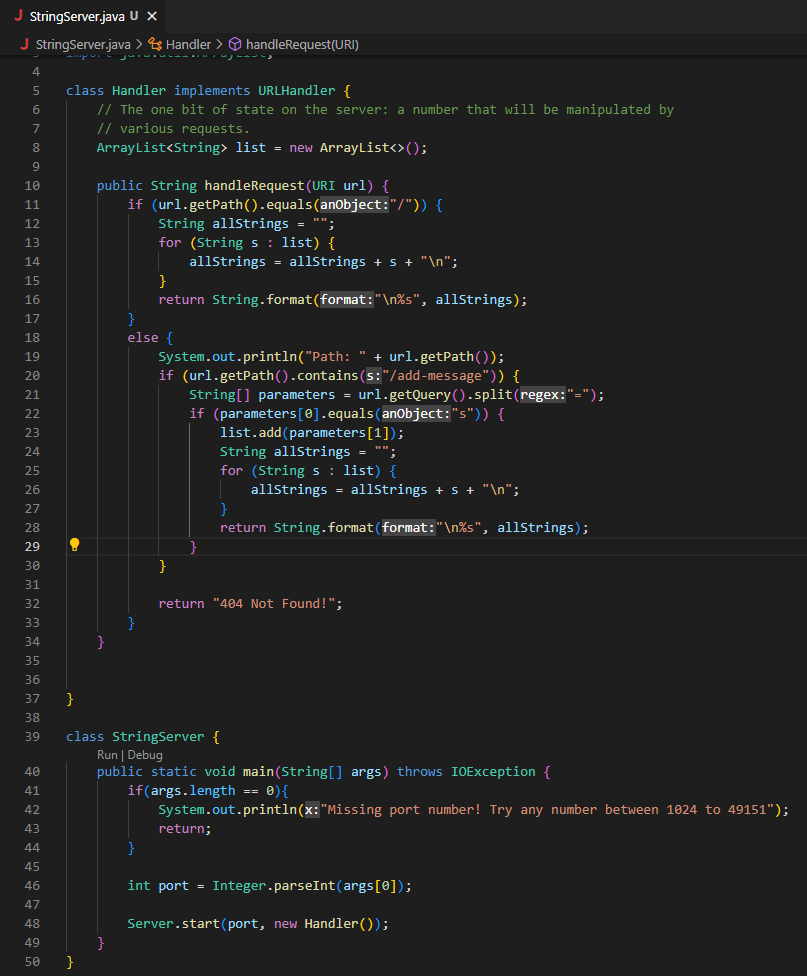 J StringServer.java U ×
J StringServer.java > Handler > handleRequest(URI)
3 import java.util.ArrayList;
4
5 class Handler implements URLHandler {
6 // The one bit of state on the server: a number that will be manipulated by
7 // various requests.
8 ArrayList<String> list = new ArrayList<>();
9
10 public String handleRequest(URI url) {
11 if (url.getPath().equals(anObject:"/")) {
12 String allStrings = "";
13 for (String s : list) {
14 allStrings = allStrings + s + "\n";
15 }
16 return String.format(format:"\n%s", allStrings);
17 }
18 else {
19 System.out.println("Path: " + url.getPath());
20 if (url.getPath().contains(s:"/add-message")) {
21 String[] parameters = url.getQuery().split(regex:"=");
22 if (parameters[0].equals(anObject:"s")) {
23 list.add(parameters[1]);
24 String allStrings = "";
25 for (String s : list) {
26 allStrings = allStrings + s + "\n";
27 }
28 return String.format(format:"\n%s", allStrings);
29 }
30 }
31
32 return "404 Not Found!";
33 }
34 }
35
36
37 }
38
39 class StringServer {
Run | Debug
40 public static void main(String[] args) throws IOException {
41 if(args.length == 0){
42 System.out.println(x:"Missing port number! Try any number between 1024 to 49151");
43 return;
44 }
45
46 int port = Integer.parseInt(args[0]);
47
48 Server.start(port, new Handler());
49 }
50 }